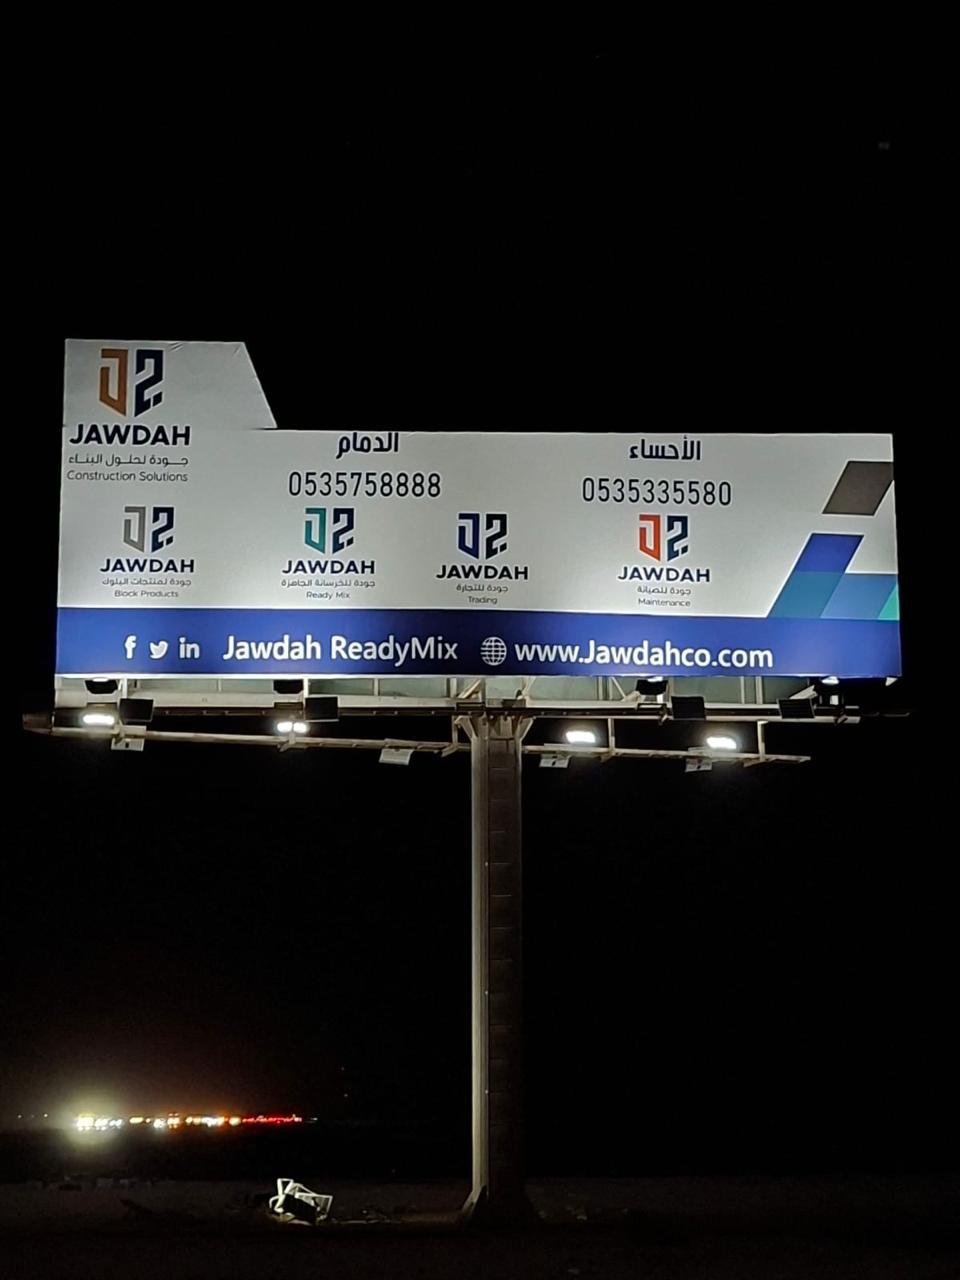 JAWDAH
جودة لحلول البناء
Construction Solutions
الدمام
0535758888
الأحساء
0535335580
JAWDAH
جودة لمنتجات البلوك
Block Products
JAWDAH
جودة للخرسانة الجاهزة
Ready Mix
JAWDAH
جودة للتجارة
Trading
JAWDAH
جودة للصيانة
Maintenance
Jawdah ReadyMix www.Jawdahco.com